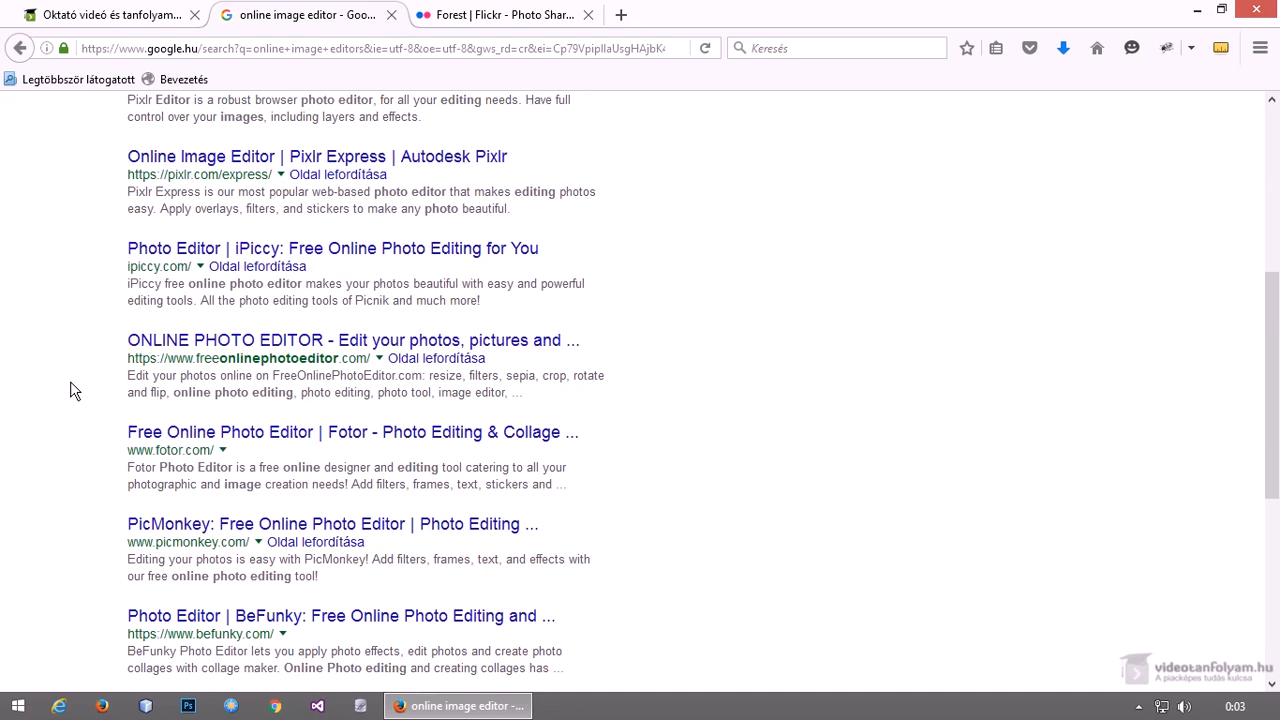 Oktató videó és tanfolyam...
online image editor - Goo...
Forest | Flickr - Photo Shar...
https://www.google.hu/search?q=online+image+editors&ie=utf-8&oe=utf-8&gws_rd=cr&ei=Cp79VpipIIaUsgHAjbK4
Keresés
Legtöbbször látogatott
Bevezetés
Pixlr Editor is a robust browser photo editor, for all your editing needs. Have full
control over your images, including layers and effects.
Online Image Editor | Pixlr Express | Autodesk Pixlr
https://pixlr.com/express/ Oldal lefordítása
Pixlr Express is our most popular web-based photo editor that makes editing photos
easy. Apply overlays, filters, and stickers to make any photo beautiful.
Photo Editor | iPiccy: Free Online Photo Editing for You
ipiccy.com/ Oldal lefordítása
iPiccy free online photo editor makes your photos beautiful with easy and powerful
editing tools. All the photo editing tools of Picnik and much more!
ONLINE PHOTO EDITOR - Edit your photos, pictures and ...
https://www.freeonlinephotoeditor.com/ Oldal lefordítása
Edit your photos online on FreeOnlinePhotoEditor.com: resize, filters, sepia, crop, rotate
and flip, online photo editing, photo editing, photo tool, image editor, ...
Free Online Photo Editor | Fotor - Photo Editing & Collage ...
www.fotor.com/
Fotor Photo Editor is a free online designer and editing tool catering to all your
photographic and image creation needs! Add filters, frames, text, stickers and ...
PicMonkey: Free Online Photo Editor | Photo Editing ...
www.picmonkey.com/ Oldal lefordítása
Editing your photos is easy with PicMonkey! Add filters, frames, text, and effects with
our free online photo editing tool!
Photo Editor | BeFunky: Free Online Photo Editing and ...
https://www.befunky.com/
BeFunky Photo Editor lets you apply photo effects, edit photos and create photo
collages with collage maker. Online Photo editing and creating collages has ...
videotanfolyam.hu
A piacképes tudás kulcsa
Ps
online image editor -...
0:03